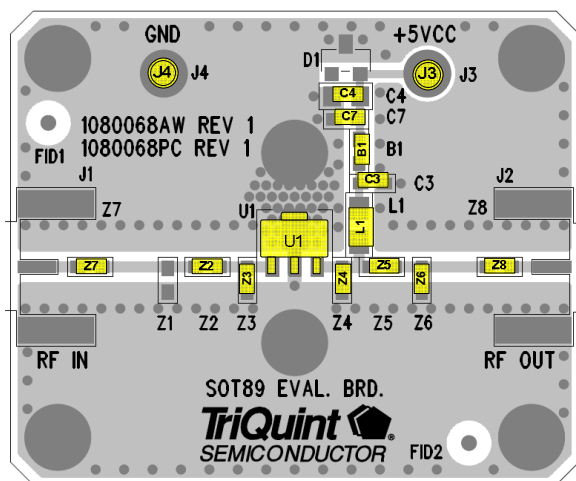 GND
+5VCC
D1
J4 J4
J3 J3
C4 C4
C7 C7
1080068AW REV 1
1080068PC REV 1
FID1
B1 B1
C3 C3
J1
J2
Z7
U1
L1
Z8
L1
U1
Z7
Z2
Z3
Z4
Z5
Z6
Z8
Z1 Z2 Z3 Z4 Z5 Z6
RF IN
RF OUT
SOT89 EVAL. BRD.
TriQuint
SEMICONDUCTOR
FID2